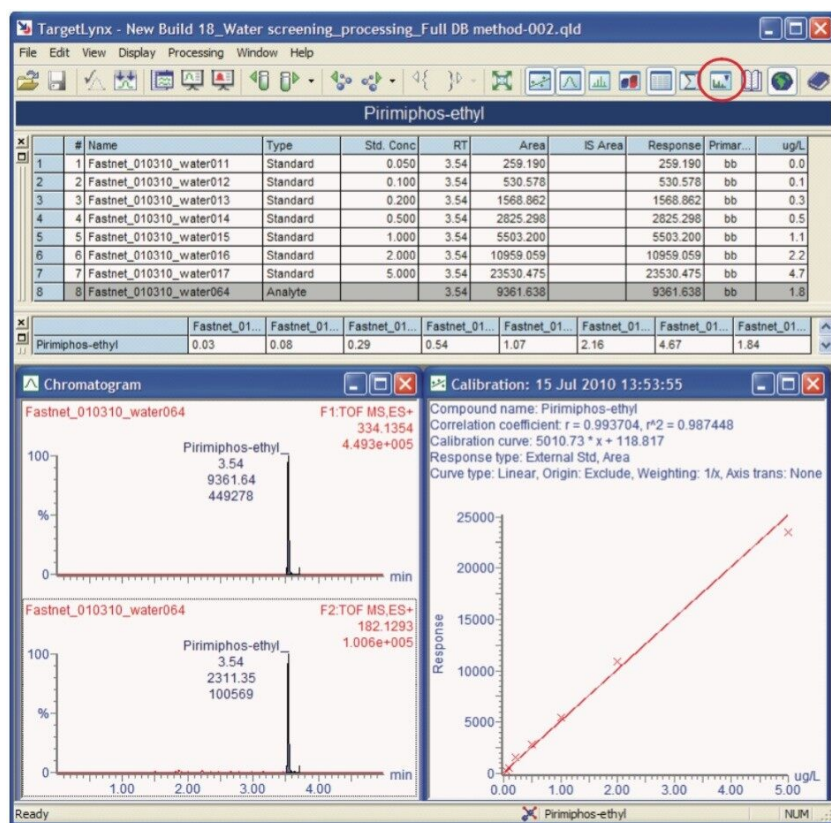 TargetLynx - New Build 18_Water screening_processing_Full DB method-002.qld
File Edit View Display Processing Window Help
Pirimiphos-ethyl
# Name Type Std. Conc RT Area IS Area Response Primar... ug/L
1 1 Fastnet_010310_water011 Standard 0.050 3.54 259.190 259.190 bb 0.0
2 2 Fastnet_010310_water012 Standard 0.100 3.54 530.578 530.578 bb 0.1
3 3 Fastnet_010310_water013 Standard 0.200 3.54 1568.862 1568.862 bb 0.3
4 4 Fastnet_010310_water014 Standard 0.500 3.54 2825.298 2825.298 bb 0.5
5 5 Fastnet_010310_water015 Standard 1.000 3.54 5503.200 5503.200 bb 1.1
6 6 Fastnet_010310_water016 Standard 2.000 3.54 10959.059 10959.059 bb 2.2
7 7 Fastnet_010310_water017 Standard 5.000 3.54 23530.475 23530.475 bb 4.7
8 8 Fastnet_010310_water064 Analyte 3.54 9361.638 9361.638 bb 1.8
Fastnet_01... Fastnet_01... Fastnet_01... Fastnet_01... Fastnet_01... Fastnet_01... Fastnet_01... Fastnet_01...
Pirimiphos-ethyl 0.03 0.08 0.29 0.54 1.07 2.16 4.67 1.84
Chromatogram
Fastnet_010310_water064 F1:TOF MS,ES+
334.1354
4.493e+005
Pirimiphos-ethyl
3.54
9361.64
449278
100
%
0
min
Fastnet_010310_water064 F2:TOF MS,ES+
182.1293
1.006e+005
Pirimiphos-ethyl
3.54
2311.35
100569
100
%
0
min
1.00 2.00 3.00 4.00
Calibration: 15 Jul 2010 13:53:55
Compound name: Pirimiphos-ethyl
Correlation coefficient: r = 0.993704, r^2 = 0.987448
Calibration curve: 5010.73 * x + 118.817
Response type: External Std, Area
Curve type: Linear, Origin: Exclude, Weighting: 1/x, Axis trans: None
25000
20000
15000
10000
5000
0
Response
0.00 1.00 2.00 3.00 4.00 5.00
ug/L
Ready Pirimiphos-ethyl NUM